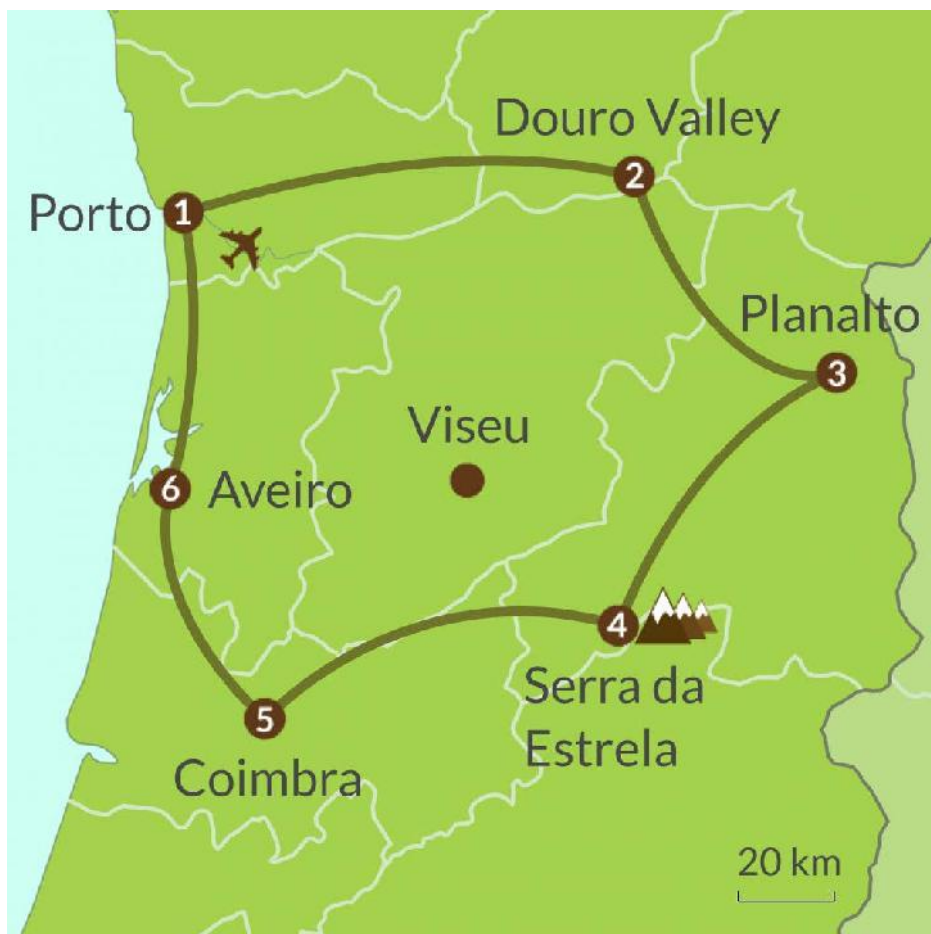 Douro Valley
2
Porto
1
Planalto
3
Viseu
6
Aveiro
4
Serra da
Estrela
5
Coimbra
20 km